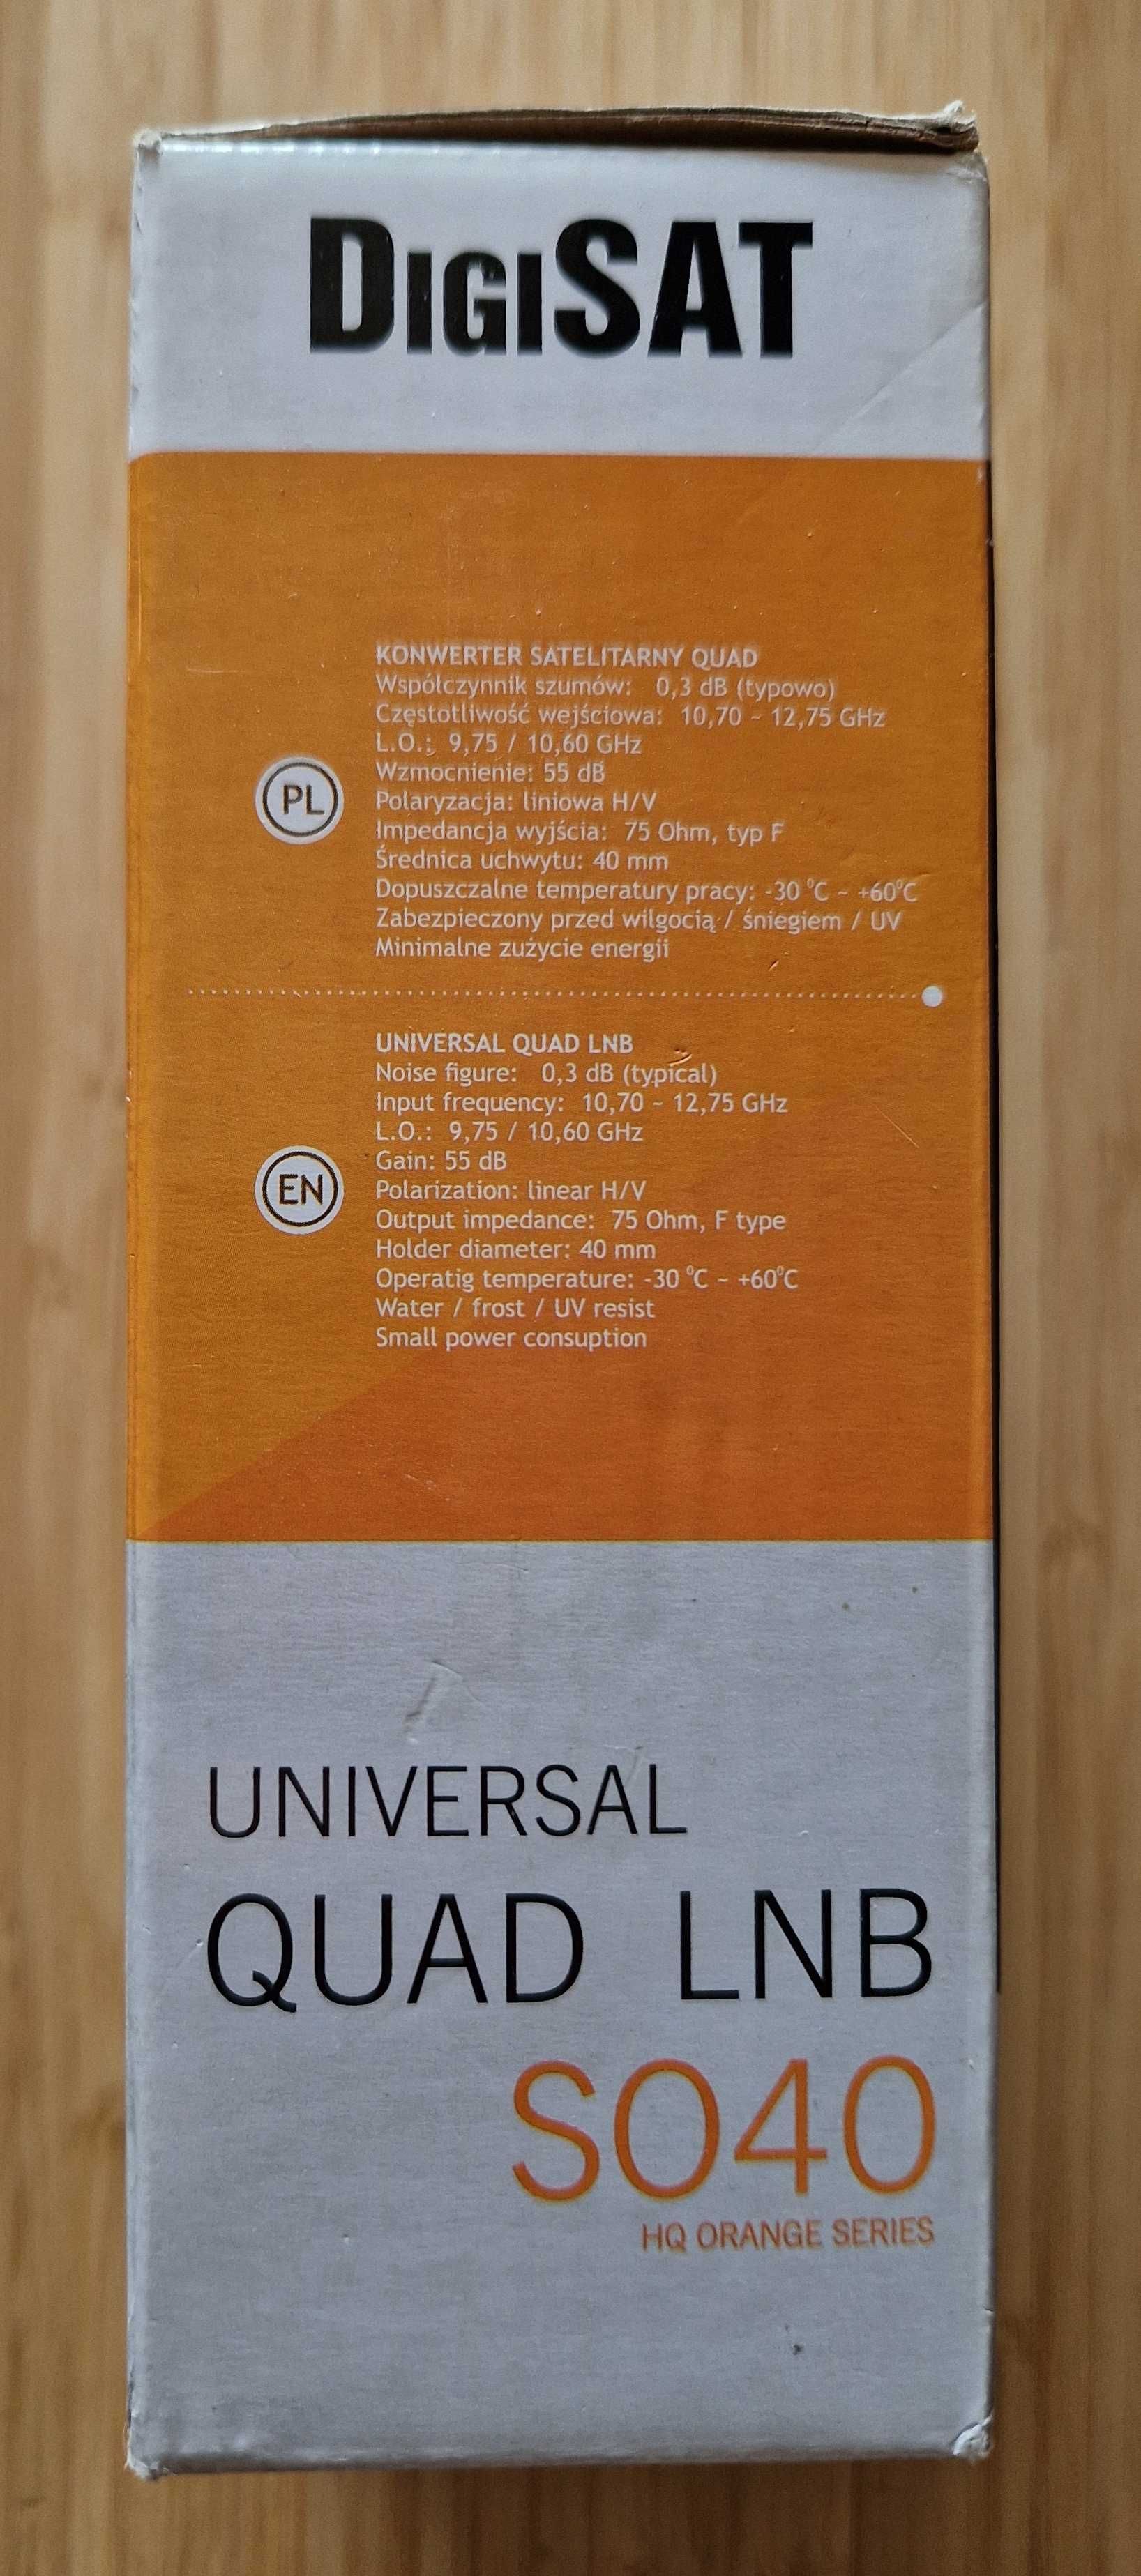 DIGISAT
KONWERTER SATELITARNY QUAD
Współczynnik szumów: 0,3 dB (typowo)
Częstotliwość wejściowa: 10,70 ~ 12,75 GHz
L.O.: 9,75 / 10,60 GHz
Wzmocnienie: 55 dB
PL
Polaryzacja: liniowa H/V
Impedancja wyjścia: 75 Ohm, typ F
Średnica uchwytu: 40 mm
Dopuszczalne temperatury pracy: -30 °C ~ +60°C
Zabezpieczony przed wilgocią / śniegiem / UV
Minimalne zużycie energii
UNIVERSAL QUAD LNB
Noise figure: 0,3 dB (typical)
Input frequency: 10,70 ~ 12,75 GHz
L.O.: 9,75 / 10,60 GHz
Gain: 55 dB
EN
Polarization: linear H/V
Output impedance: 75 Ohm, F type
Holder diameter: 40 mm
Operatig temperature: -30 °C ~ +60°C
Water / frost / UV resist
Small power consuption
UNIVERSAL
QUAD LNB
SO40
HQ ORANGE SERIES